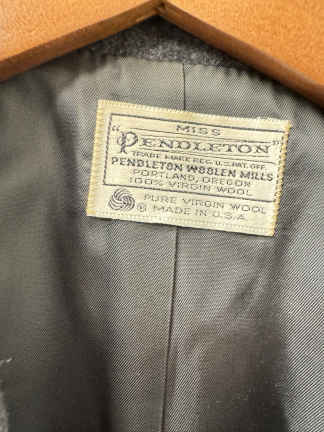 MISS
"PENDLETON"
TRADE MARK REG. U.S. PAT. OFF.
PENDLETON WOOLEN MILLS
PORTLAND, OREGON
100% VIRGIN WOOL
PURE VIRGIN WOOL
® MADE IN U.S.A.